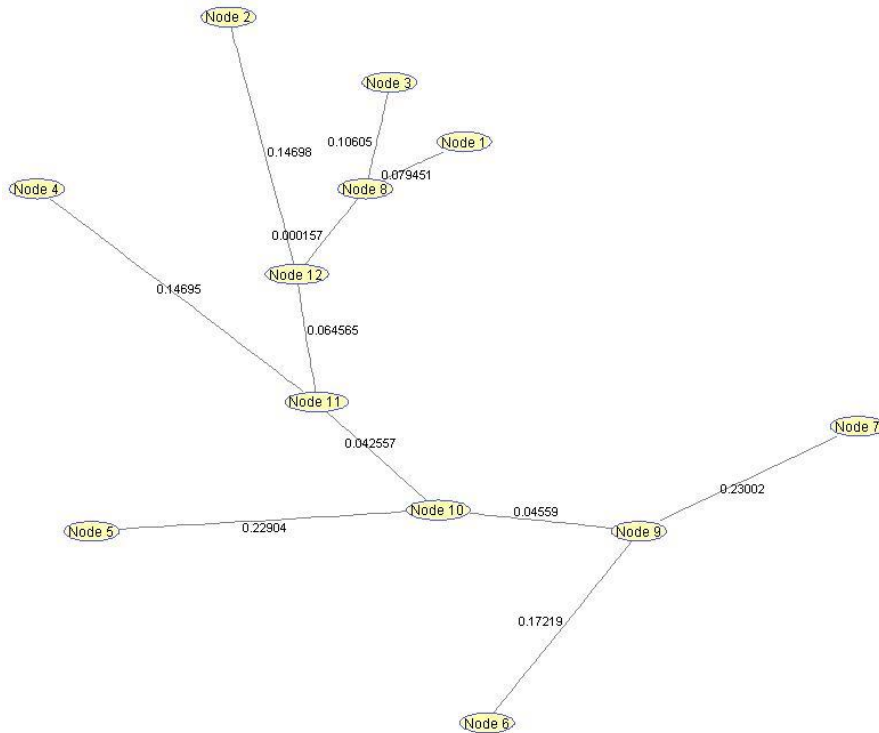 Node 2
Node 3
0.10605
Node 1
0.14698
0.079451
Node 4
Node 8
0.000157
Node 12
0.14695
0.064565
Node 11
Node 7
0.042557
0.23002
Node 10
0.04559
0.22904
Node 5
Node 9
0.17219
Node 6